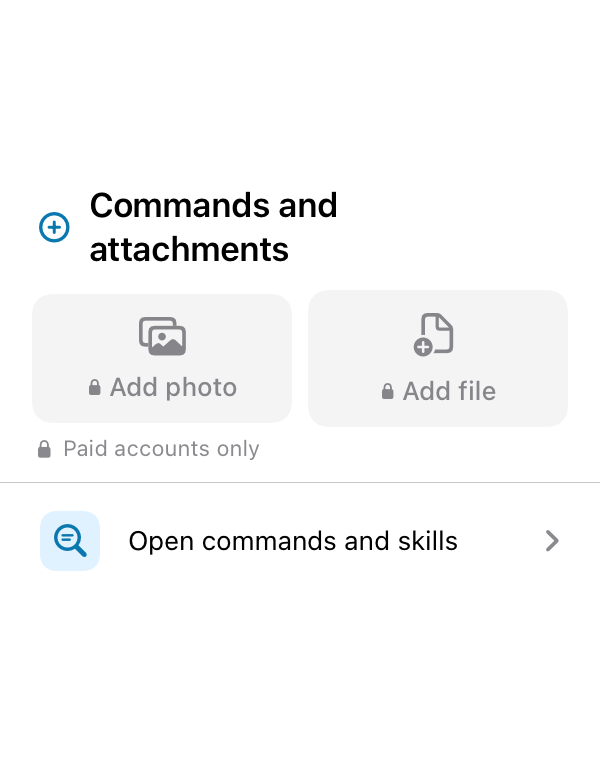 Commands and
attachments
Add photo
Add file
Paid accounts only
Open commands and skills